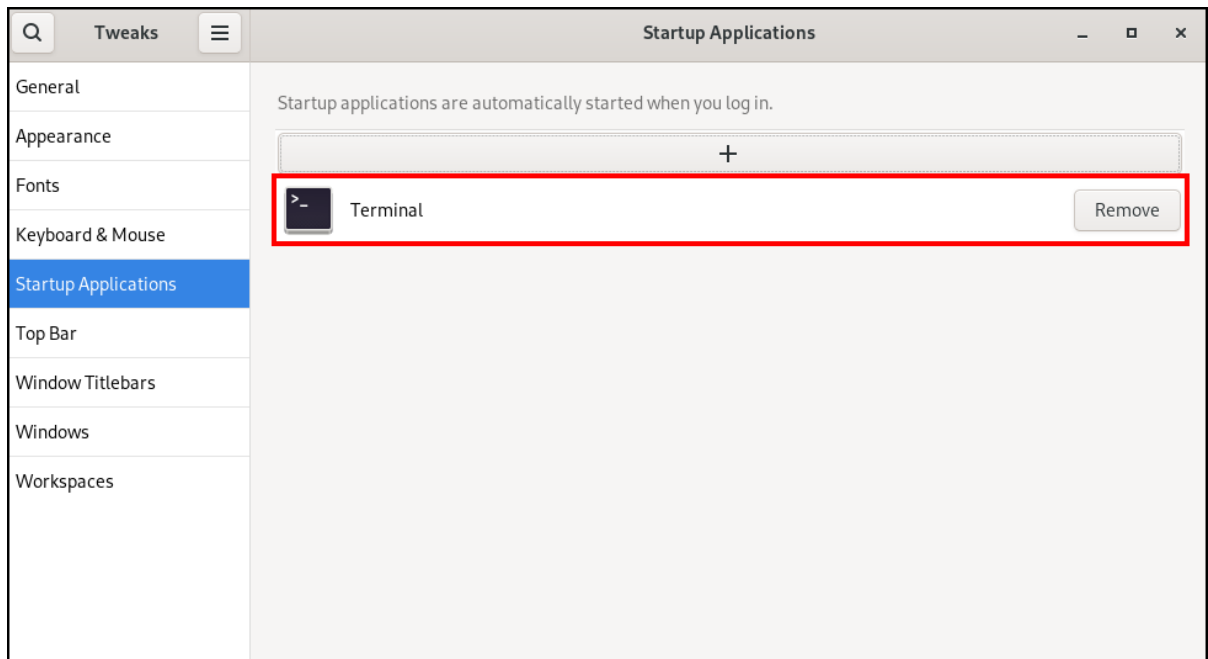 Tweaks
Startup Applications
General
Appearance
Fonts
Keyboard & Mouse
Startup Applications
Top Bar
Window Titlebars
Windows
Workspaces
Startup applications are automatically started when you log in.
+
>_
Terminal
Remove